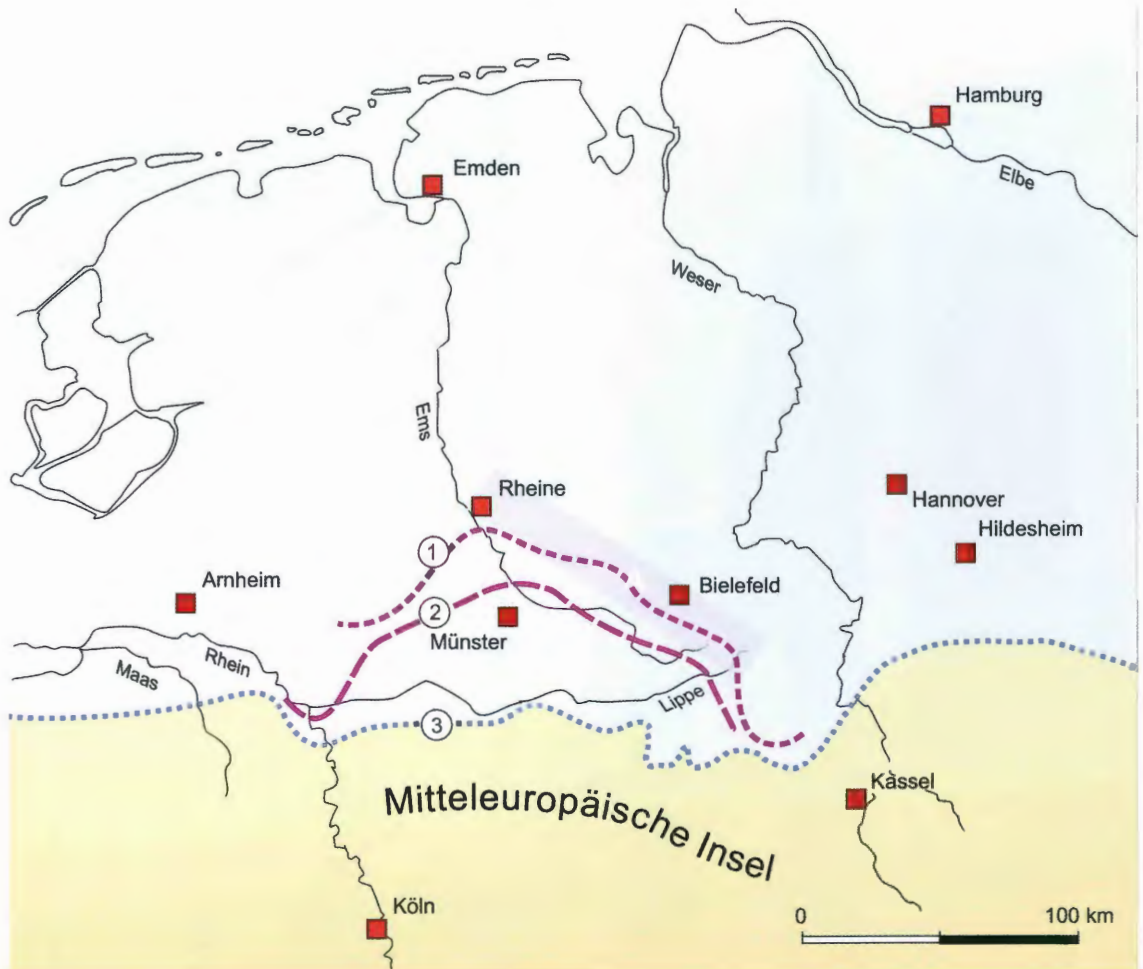 Hamburg
Elbe
Emden
Weser
Ems
Rheine
Hannover
Hildesheim
1
Arnheim
Bielefeld
2
Münster
Rhein
Maas
Lippe
3
Mitteleuropäische Insel
Kassel
Köln
0 100 km